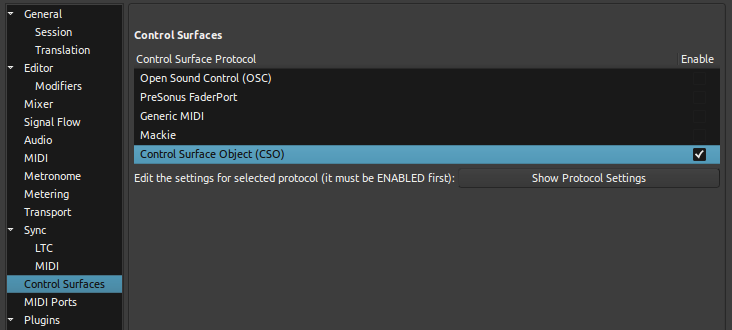 General
Session
Translation
Editor
Modifiers
Mixer
Signal Flow
Audio
MIDI
Metronome
Metering
Transport
Sync
LTC
MIDI
Control Surfaces
MIDI Ports
Plugins
Control Surfaces
Control Surface Protocol Enable
Open Sound Control (OSC)
PreSonus FaderPort
Generic MIDI
Mackie
Control Surface Object (CSO)
Edit the settings for selected protocol (it must be ENABLED first): Show Protocol Settings